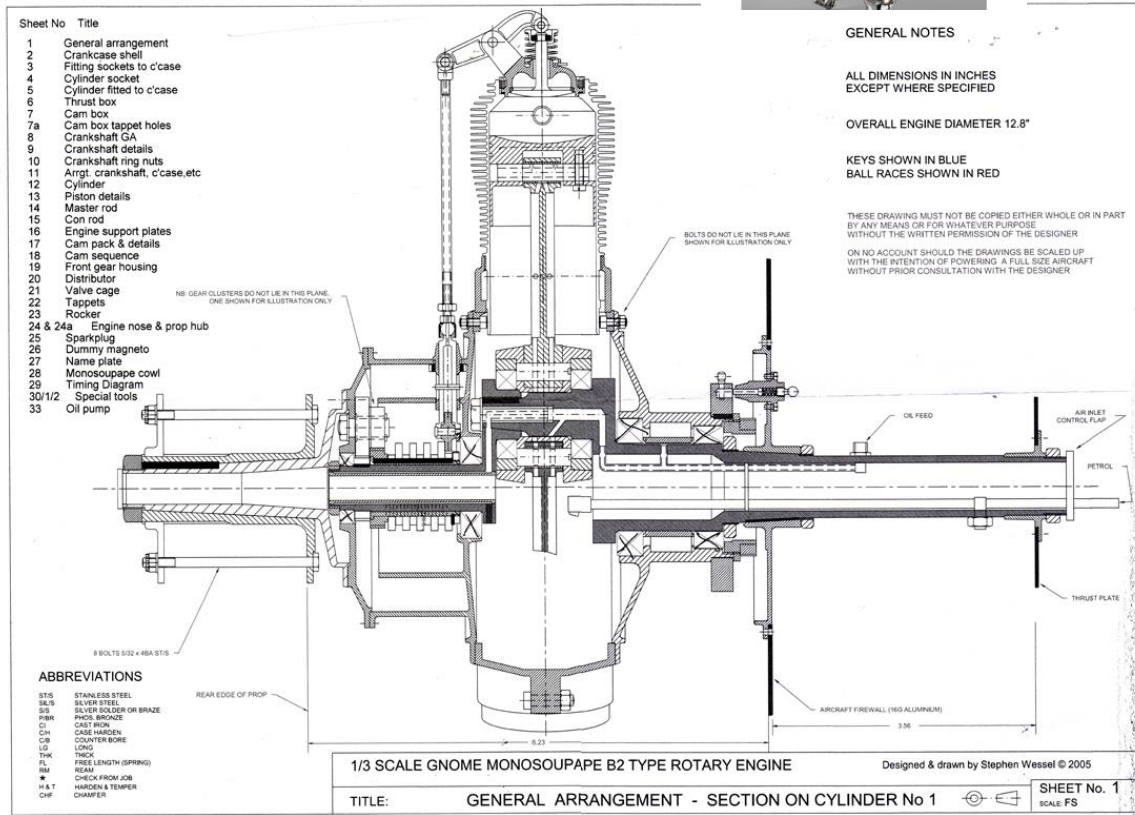 Sheet No Title
1 General arrangement
2 Crankcase shell
3 Fitting sockets to c'case
4 Cylinder socket
5 Cylinder fitted to c'case
6 Thrust box
7 Cam box
7a Cam box tappet holes
8 Crankshaft GA
9 Crankshaft details
10 Crankshaft ring nuts
11 Arrgt. crankshaft, c'case,etc
12 Cylinder
13 Piston details
14 Master rod
15 Con rod
16 Engine support plates
17 Cam pack & details
18 Cam sequence
19 Front gear housing
20 Distributor
21 Valve cage
22 Tappets
23 Rocker
24 & 24a Engine nose & prop hub
25 Sparkplug
26 Dummy magneto
27 Name plate
28 Monosoupape cowl
29 Timing Diagram
30/1/2 Special tools
33 Oil pump
GENERAL NOTES
ALL DIMENSIONS IN INCHES
EXCEPT WHERE SPECIFIED
OVERALL ENGINE DIAMETER 12.8"
KEYS SHOWN IN BLUE
BALL RACES SHOWN IN RED
THESE DRAWING MUST NOT BE COPIED EITHER WHOLE OR IN PART
BY ANY MEANS OR FOR WHATEVER PURPOSE
WITHOUT THE WRITTEN PERMISSION OF THE DESIGNER
ON NO ACCOUNT SHOULD THE DRAWINGS BE SCALED UP
WITH THE INTENTION OF POWERING A FULL SIZE AIRCRAFT
WITHOUT PRIOR CONSULTATION WITH THE DESIGNER
BOLTS DO NOT LIE IN THIS PLANE
SHOWN FOR ILLUSTRATION ONLY
NB: GEAR CLUSTERS DO NOT LIE IN THIS PLANE.
ONE SHOWN FOR ILLUSTRATION ONLY
OIL FEED
AIR INLET
CONTROL FLAP
PETROL
THRUST PLATE
8 BOLTS 5/32 x 4BA ST/S
REAR EDGE OF PROP
AIRCRAFT FIREWALL (16G ALUMINIUM)
3.56
8.23
ABBREVIATIONS
ST/S STAINLESS STEEL
SIL/S SILVER STEEL
S/S SILVER SOLDER OR BRAZE
P/BR PHOS. BRONZE
CI CAST IRON
C/H CASE HARDEN
C/B COUNTER BORE
LG LONG
THK THICK
FL FREE LENGTH (SPRING)
RM REAM
* CHECK FROM JOB
H & T HARDEN & TEMPER
CHF CHAMFER
1/3 SCALE GNOME MONOSOUPAPE B2 TYPE ROTARY ENGINE
Designed & drawn by Stephen Wessel © 2005
TITLE: GENERAL ARRANGEMENT - SECTION ON CYLINDER No 1
SHEET No. 1
SCALE: FS